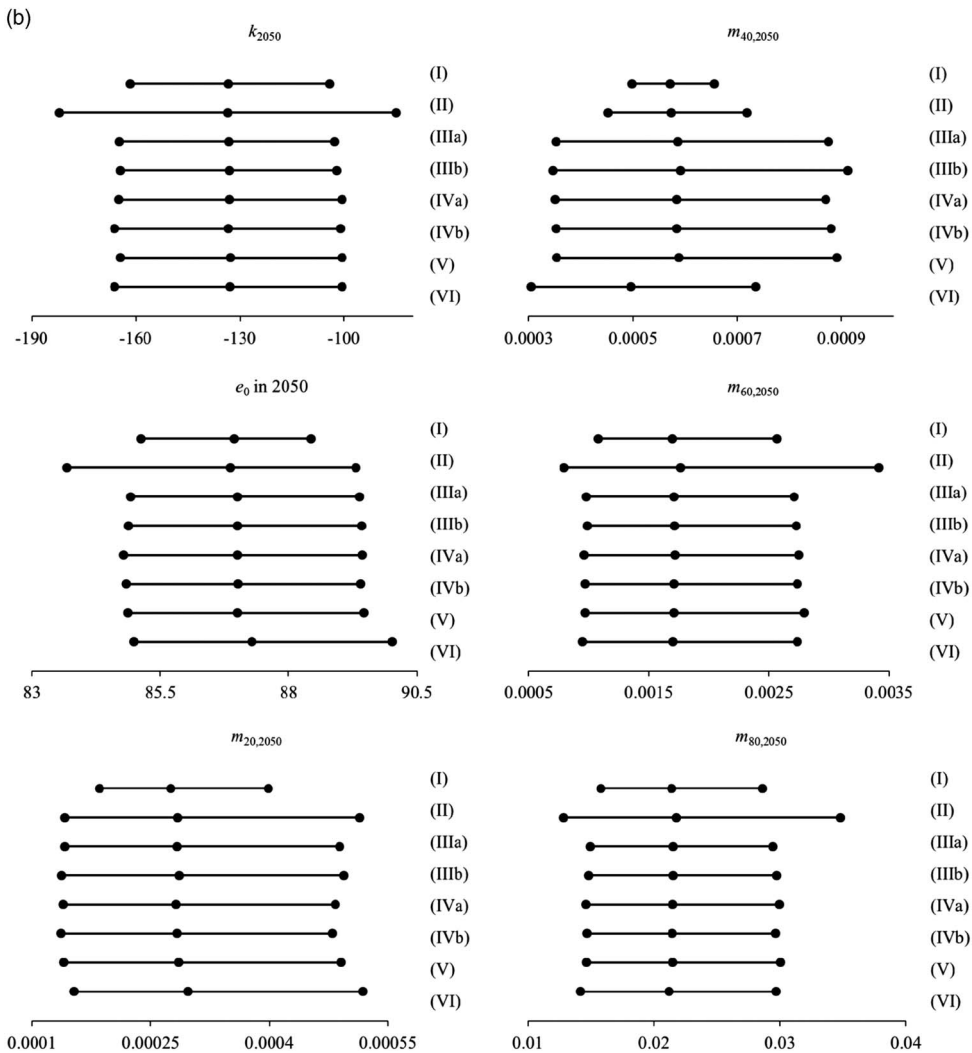 (b)
k2050
(I)
(II)
(IIIa)
(IIIb)
(IVa)
(IVb)
(V)
(VI)
-190 -160 -130 -100
m40,2050
(I)
(II)
(IIIa)
(IIIb)
(IVa)
(IVb)
(V)
(VI)
0.0003 0.0005 0.0007 0.0009
e0 in 2050
(I)
(II)
(IIIa)
(IIIb)
(IVa)
(IVb)
(V)
(VI)
83 85.5 88 90.5
m60,2050
(I)
(II)
(IIIa)
(IIIb)
(IVa)
(IVb)
(V)
(VI)
0.0005 0.0015 0.0025 0.0035
m20,2050
(I)
(II)
(IIIa)
(IIIb)
(IVa)
(IVb)
(V)
(VI)
0.0001 0.00025 0.0004 0.00055
m80,2050
(I)
(II)
(IIIa)
(IIIb)
(IVa)
(IVb)
(V)
(VI)
0.01 0.02 0.03 0.04